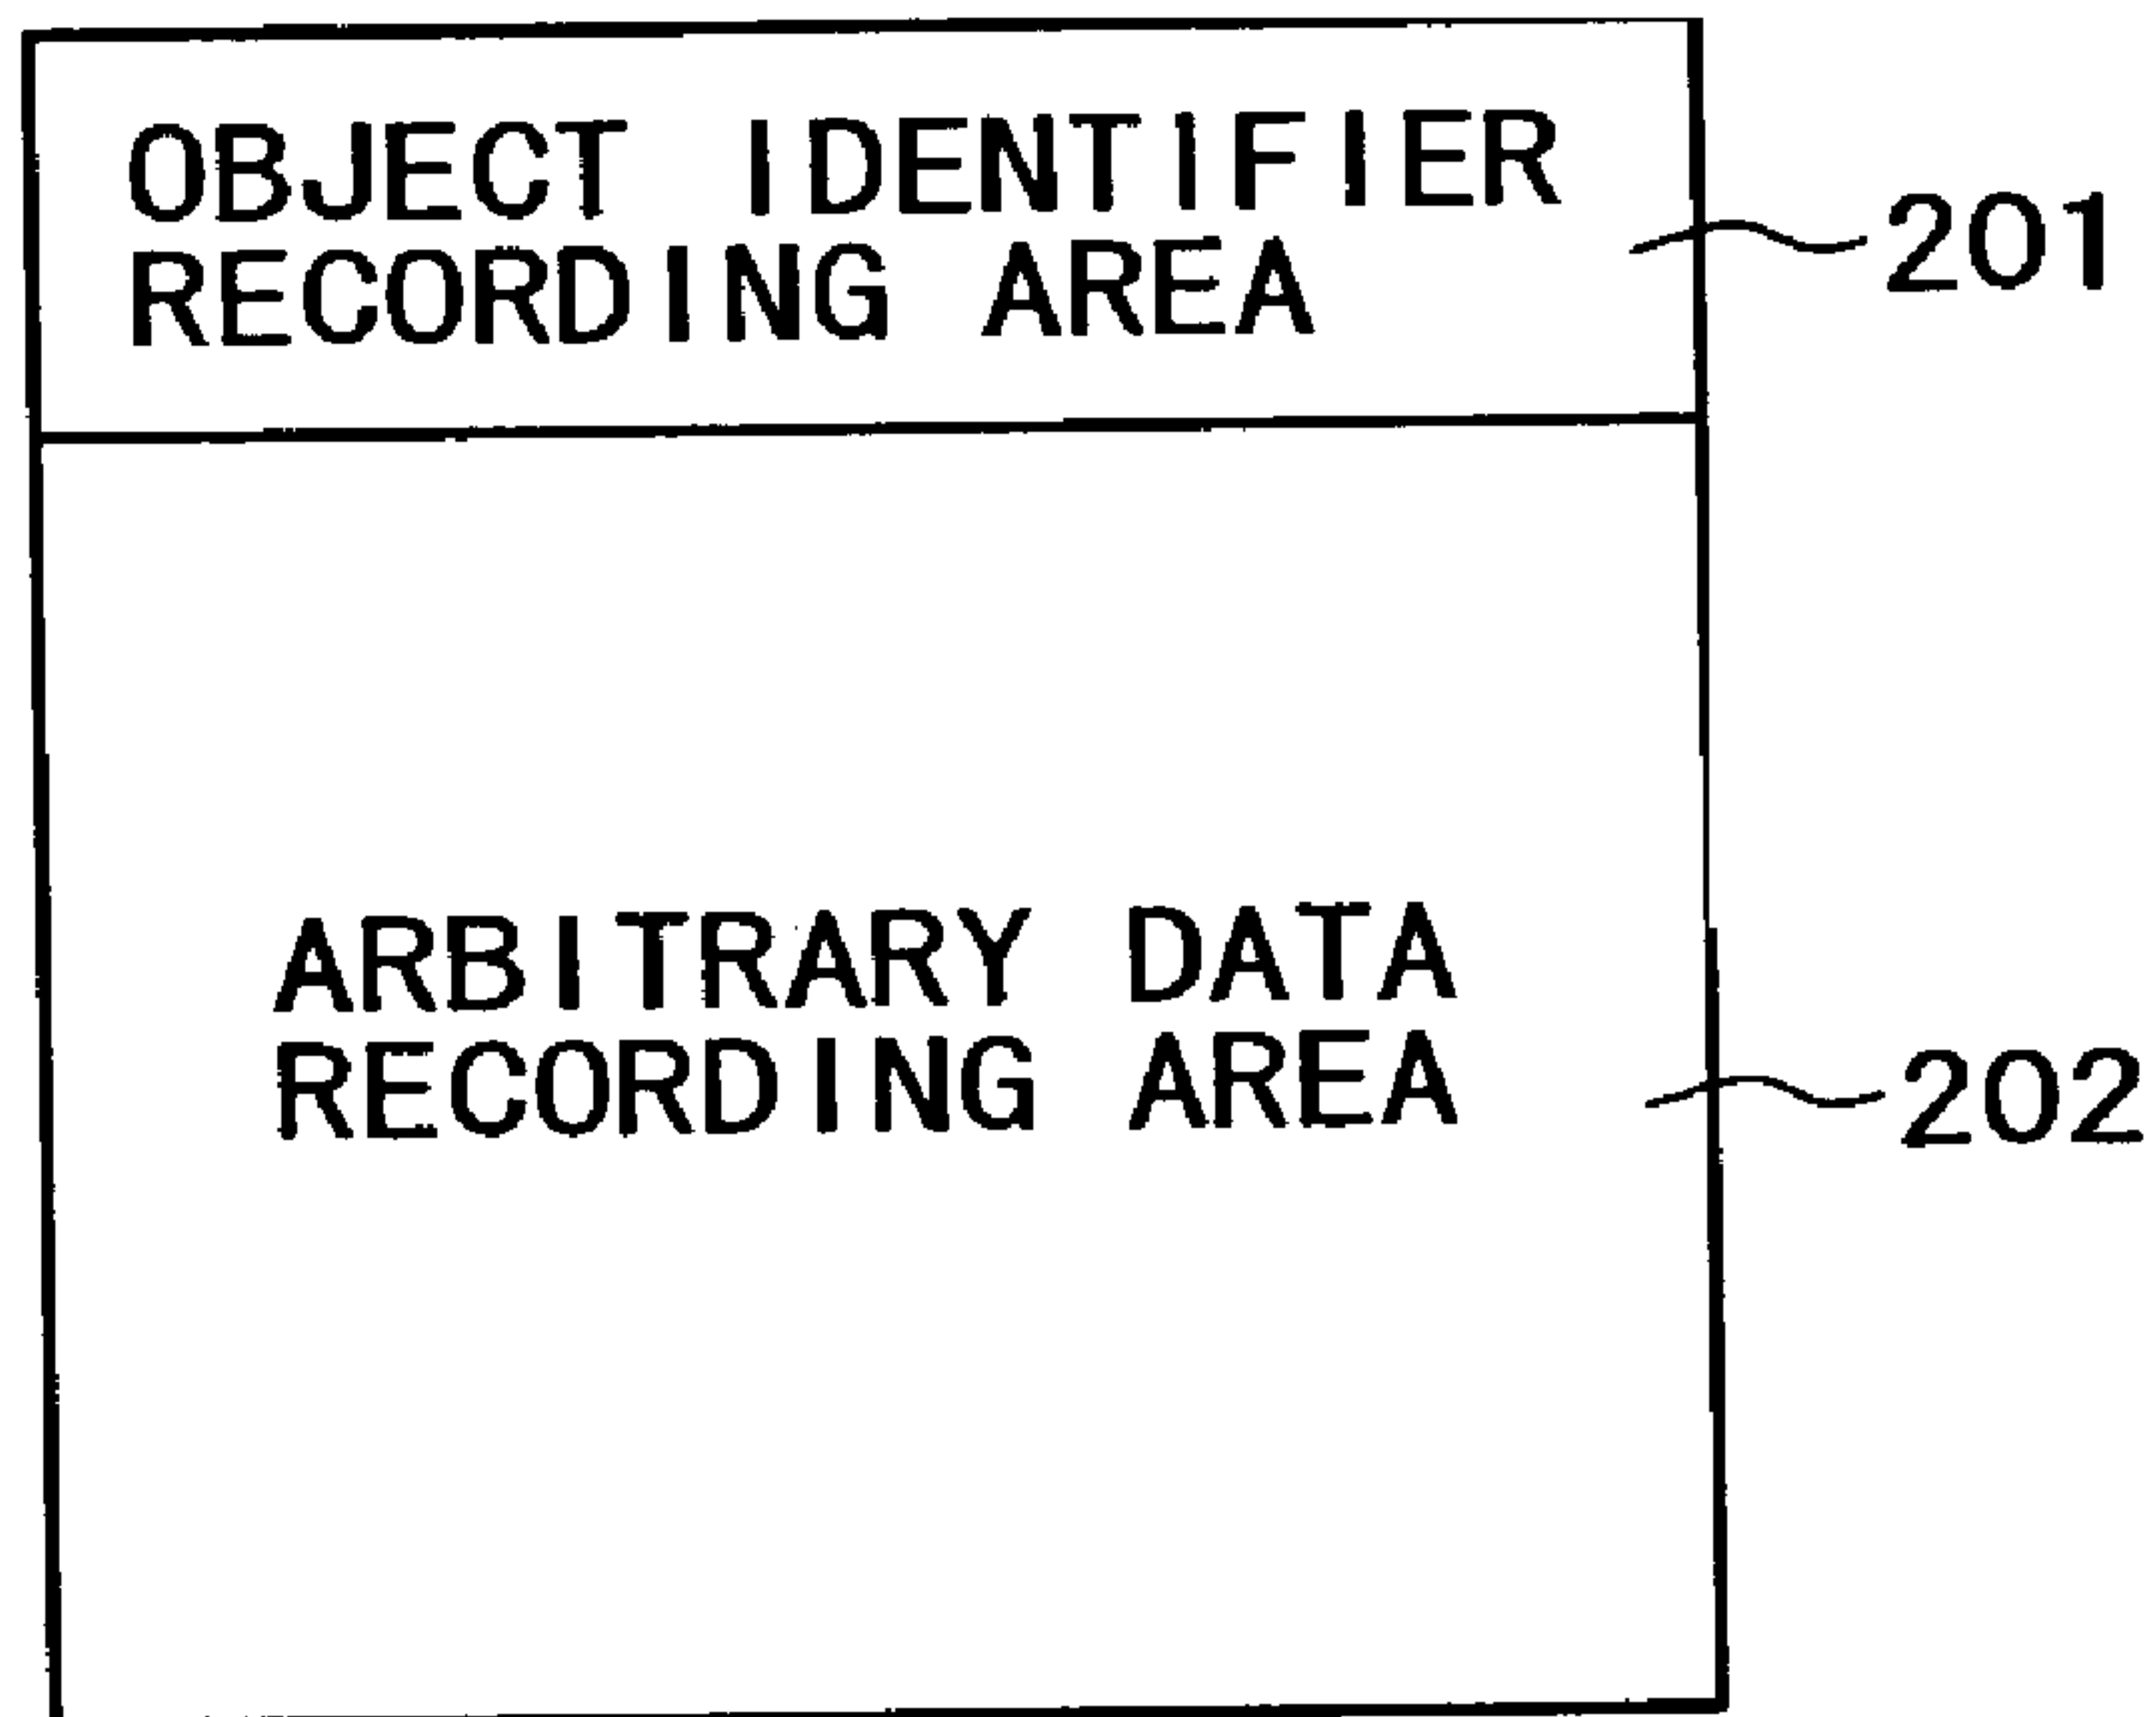 OBJECT IDENTIFIER
RECORDING AREA
201
ARBITRARY DATA
RECORDING AREA
202